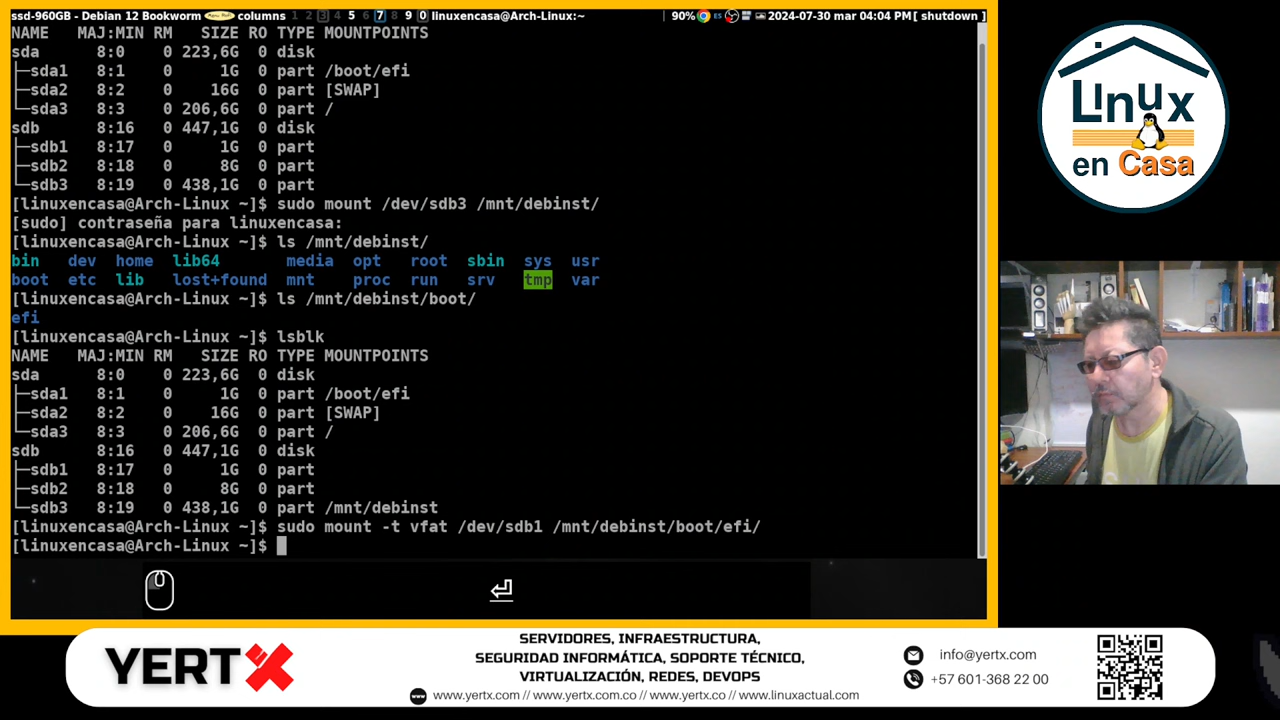 ssd-960GB - Debian 12 Bookworm columns 1 2 3 4 5 6 7 8 9 0 linuxencasa@Arch-Linux:~ 90% ES 2024-07-30 mar 04:04 PM[ shutdown ]
NAME   MAJ:MIN RM   SIZE RO TYPE MOUNTPOINTS
sda      8:0    0 223,6G  0 disk
├─sda1   8:1    0     1G  0 part /boot/efi
├─sda2   8:2    0    16G  0 part [SWAP]
└─sda3   8:3    0 206,6G  0 part /
sdb      8:16   0 447,1G  0 disk
├─sdb1   8:17   0     1G  0 part
├─sdb2   8:18   0     8G  0 part
└─sdb3   8:19   0 438,1G  0 part
[linuxencasa@Arch-Linux ~]$ sudo mount /dev/sdb3 /mnt/debinst/
[sudo] contraseña para linuxencasa:
[linuxencasa@Arch-Linux ~]$ ls /mnt/debinst/
bin   dev  home  lib64       media  opt   root  sbin  sys  usr
boot  etc  lib   lost+found  mnt    proc  run   srv   tmp  var
[linuxencasa@Arch-Linux ~]$ ls /mnt/debinst/boot/
efi
[linuxencasa@Arch-Linux ~]$ lsblk
NAME   MAJ:MIN RM   SIZE RO TYPE MOUNTPOINTS
sda      8:0    0 223,6G  0 disk
├─sda1   8:1    0     1G  0 part /boot/efi
├─sda2   8:2    0    16G  0 part [SWAP]
└─sda3   8:3    0 206,6G  0 part /
sdb      8:16   0 447,1G  0 disk
├─sdb1   8:17   0     1G  0 part
├─sdb2   8:18   0     8G  0 part
└─sdb3   8:19   0 438,1G  0 part /mnt/debinst
[linuxencasa@Arch-Linux ~]$ sudo mount -t vfat /dev/sdb1 /mnt/debinst/boot/efi/
[linuxencasa@Arch-Linux ~]$
Linux
en Casa
YERTX
SERVIDORES, INFRAESTRUCTURA,
SEGURIDAD INFORMÁTICA, SOPORTE TÉCNICO,
VIRTUALIZACIÓN, REDES, DEVOPS
www.yertx.com // www.yertx.com.co // www.yertx.co // www.linuxactual.com
info@yertx.com
+57 601-368 22 00